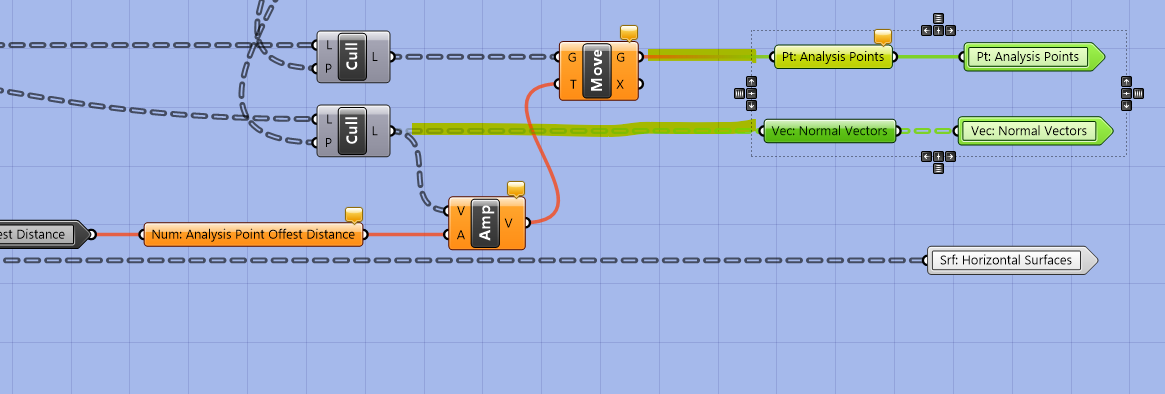 L
P
Cull
L
G
T
Move
G
X
Pt: Analysis Points
Pt: Analysis Points
L
P
Cull
L
Vec: Normal Vectors
Vec: Normal Vectors
V
A
Amp
V
est Distance
Num: Analysis Point Offest Distance
Srf: Horizontal Surfaces